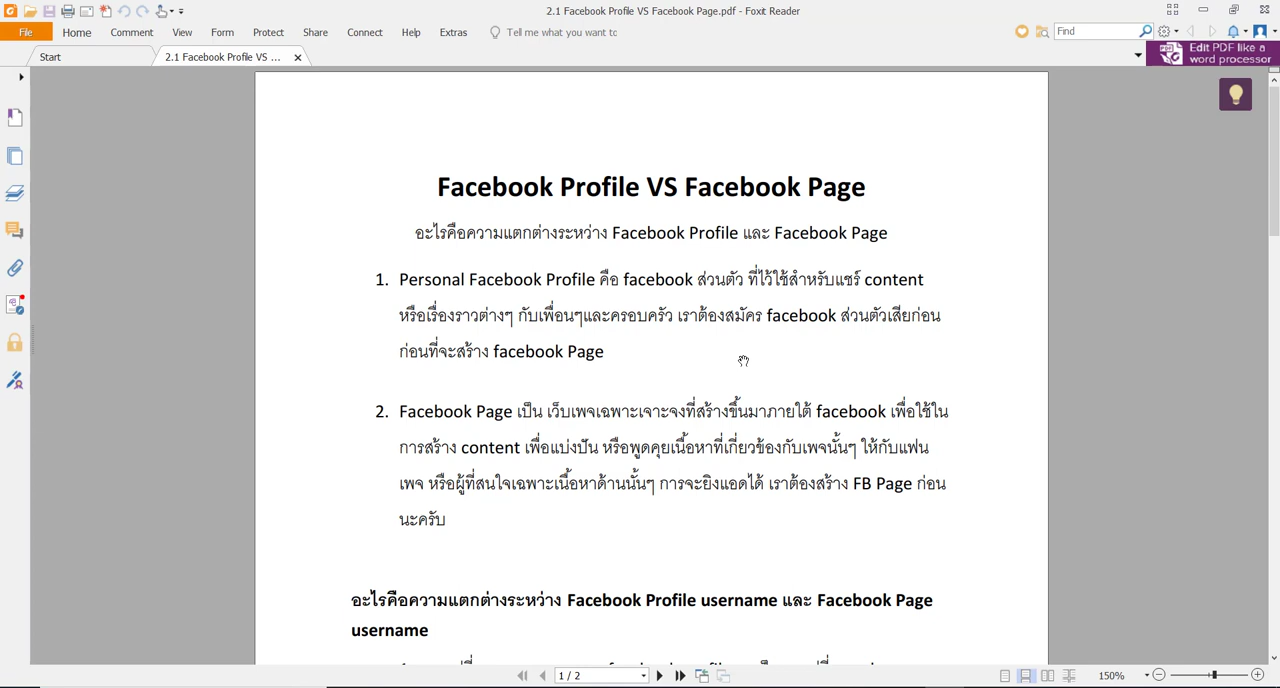 2.1 Facebook Profile VS Facebook Page.pdf - Foxit Reader
File Home Comment View Form Protect Share Connect Help Extras Tell me what you want to Find
Start 2.1 Facebook Profile VS ...
Edit PDF like a
word processor
Facebook Profile VS Facebook Page
อะไรคือความแตกต่างระหว่าง Facebook Profile และ Facebook Page
1. Personal Facebook Profile คือ facebook ส่วนตัว ที่ไว้ใช้สำหรับแชร์ content
หรือเรื่องราวต่างๆ กับเพื่อนๆและครอบครัว เราต้องสมัคร facebook ส่วนตัวเสียก่อน
ก่อนที่จะสร้าง facebook Page
2. Facebook Page เป็น เว็บเพจเฉพาะเจาะจงที่สร้างขึ้นมาภายใต้ facebook เพื่อใช้ใน
การสร้าง content เพื่อแบ่งปัน หรือพูดคุยเนื้อหาที่เกี่ยวข้องกับเพจนั้นๆ ให้กับแฟน
เพจ หรือผู้ที่สนใจเฉพาะเนื้อหาด้านนั้นๆ การจะยิงแอดได้ เราต้องสร้าง FB Page ก่อน
นะครับ
อะไรคือความแตกต่างระหว่าง Facebook Profile username และ Facebook Page
username
1 / 2 150%